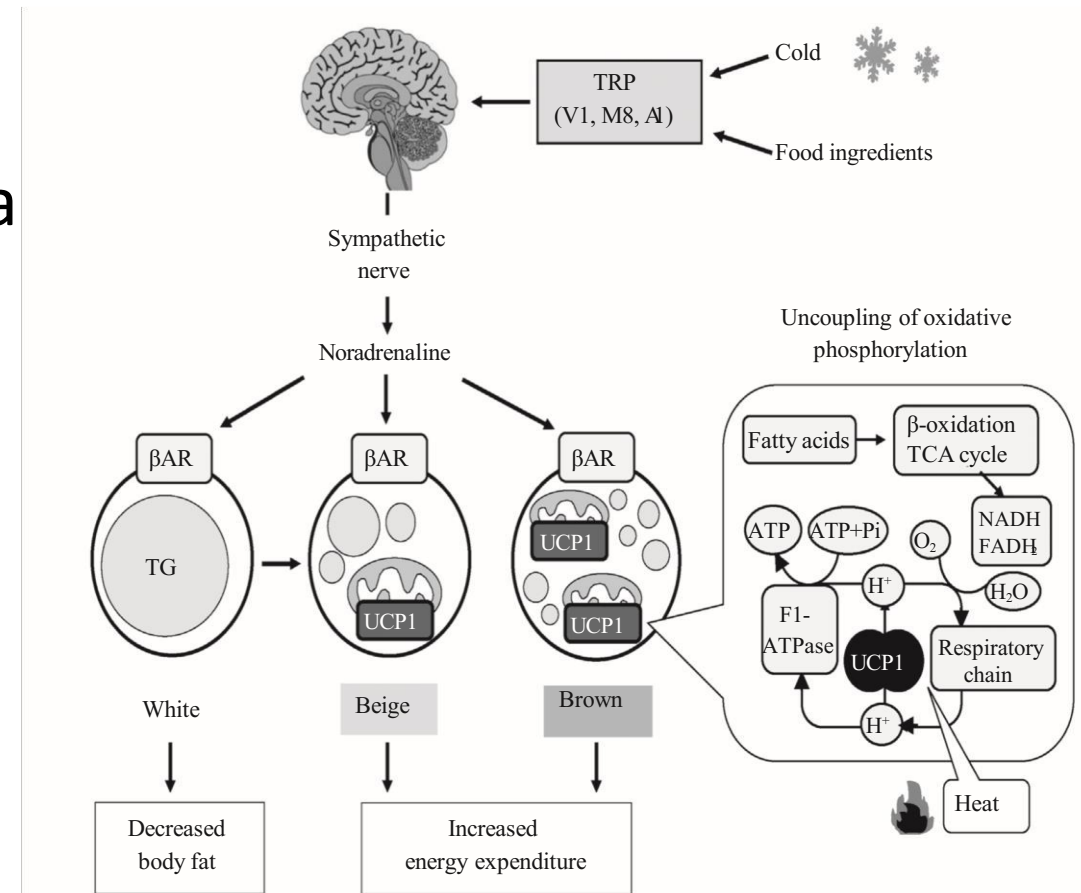 a
Cold
TRP
(V1, M8, A1)
Food ingredients
Sympathetic
nerve
Noradrenaline
Uncoupling of oxidative
phosphorylation
βAR
βAR
βAR
TG
UCP1
UCP1
UCP1
Fatty acids
β-oxidation
TCA cycle
NADH
FADH2
ATP
ATP+Pi
O2
H+
H2O
F1-
ATPase
UCP1
Respiratory
chain
H+
Heat
White
Beige
Brown
Decreased
body fat
Increased
energy expenditure